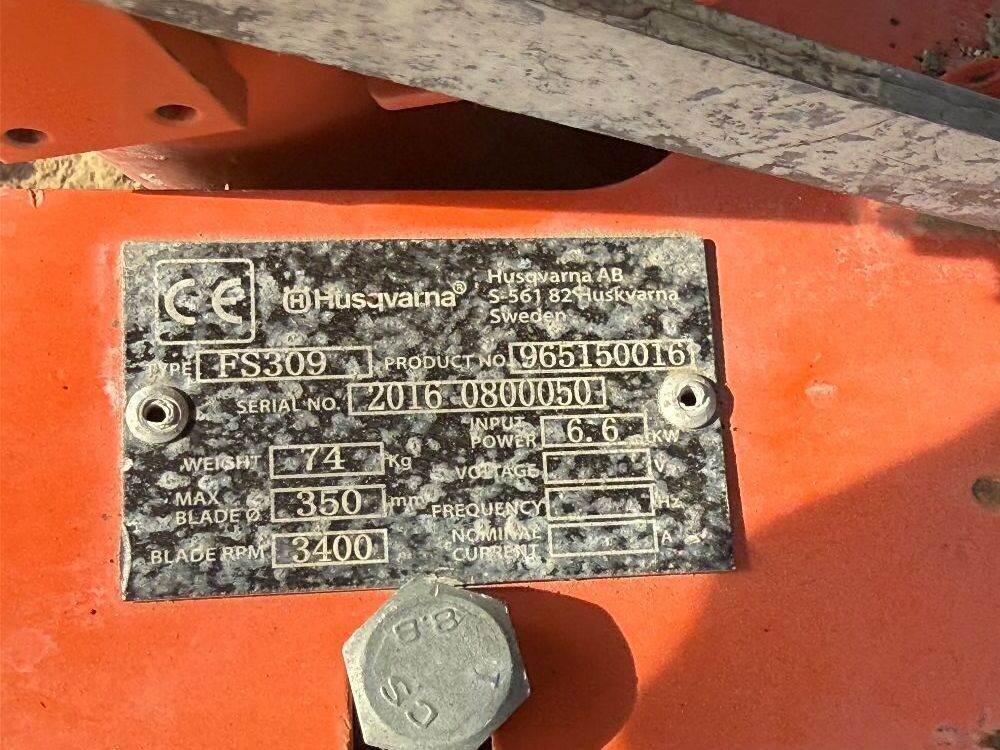 CE
H Husqvarna®
Husqvarna AB
S-561 82 Huskvarna
Sweden
TYPE FS309 PRODUCT NO. 965150016
SERIAL NO. 2016 0800050
INPUT POWER 6.6 KW
WEIGHT 74 Kg
VOLTAGE V
MAX BLADE Ø 350 mm
FREQUENCY Hz
BLADE RPM 3400
NOMINAL CURRENT A
8.8
CS